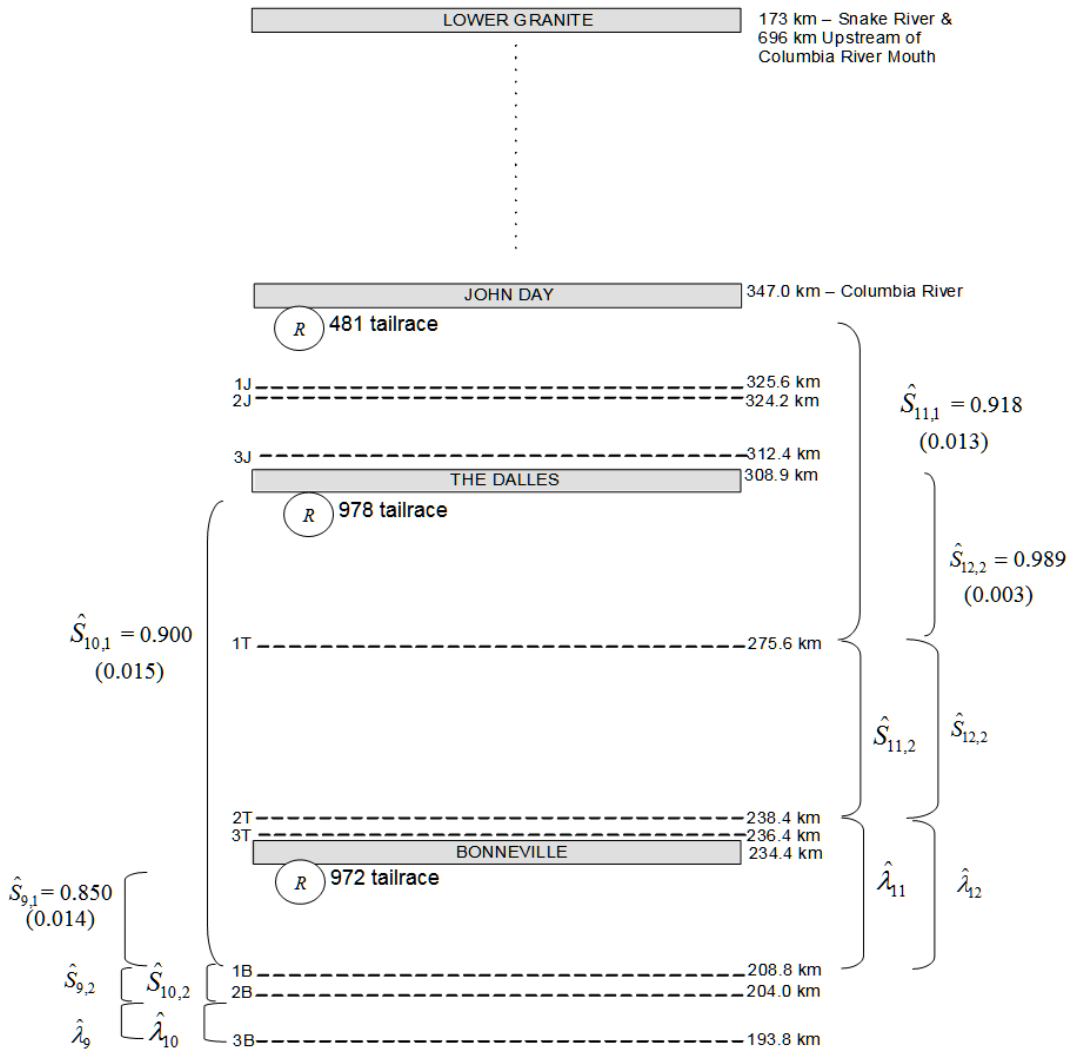 LOWER GRANITE
173 km – Snake River &
696 km Upstream of
Columbia River Mouth
JOHN DAY
347.0 km – Columbia River
R
481 tailrace
1J
325.6 km
2J
324.2 km
Ŝ11,1 = 0.918
(0.013)
3J
312.4 km
THE DALLES
308.9 km
R
978 tailrace
Ŝ12,2 = 0.989
(0.003)
Ŝ10,1 = 0.900
(0.015)
1T
275.6 km
Ŝ11,2
Ŝ12,2
2T
238.4 km
3T
236.4 km
BONNEVILLE
234.4 km
R
972 tailrace
λ̂11
λ̂12
Ŝ9,1 = 0.850
(0.014)
1B
208.8 km
Ŝ9,2
Ŝ10,2
2B
204.0 km
λ̂9
λ̂10
3B
193.8 km